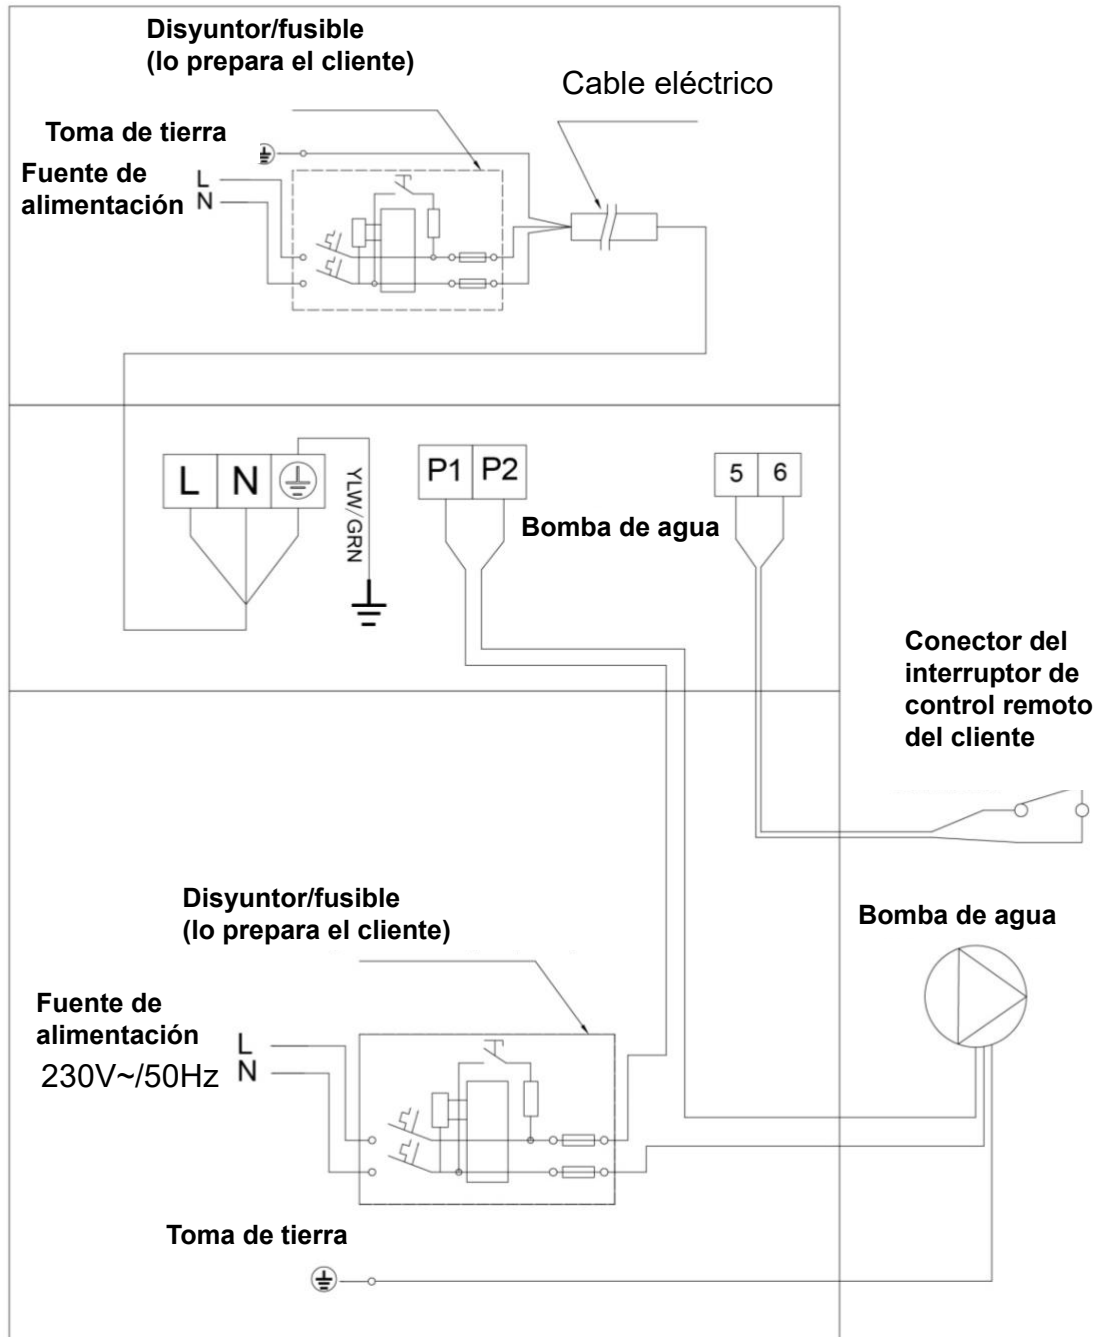 Disyuntor/fusible
(lo prepara el cliente)
Cable eléctrico
Toma de tierra
Fuente de
alimentación
L
N
L N
YLW/GRN
P1 P2
Bomba de agua
5 6
Conector del
interruptor de
control remoto
del cliente
Disyuntor/fusible
(lo prepara el cliente)
Bomba de agua
Fuente de
alimentación
230V~/50Hz
L
N
Toma de tierra